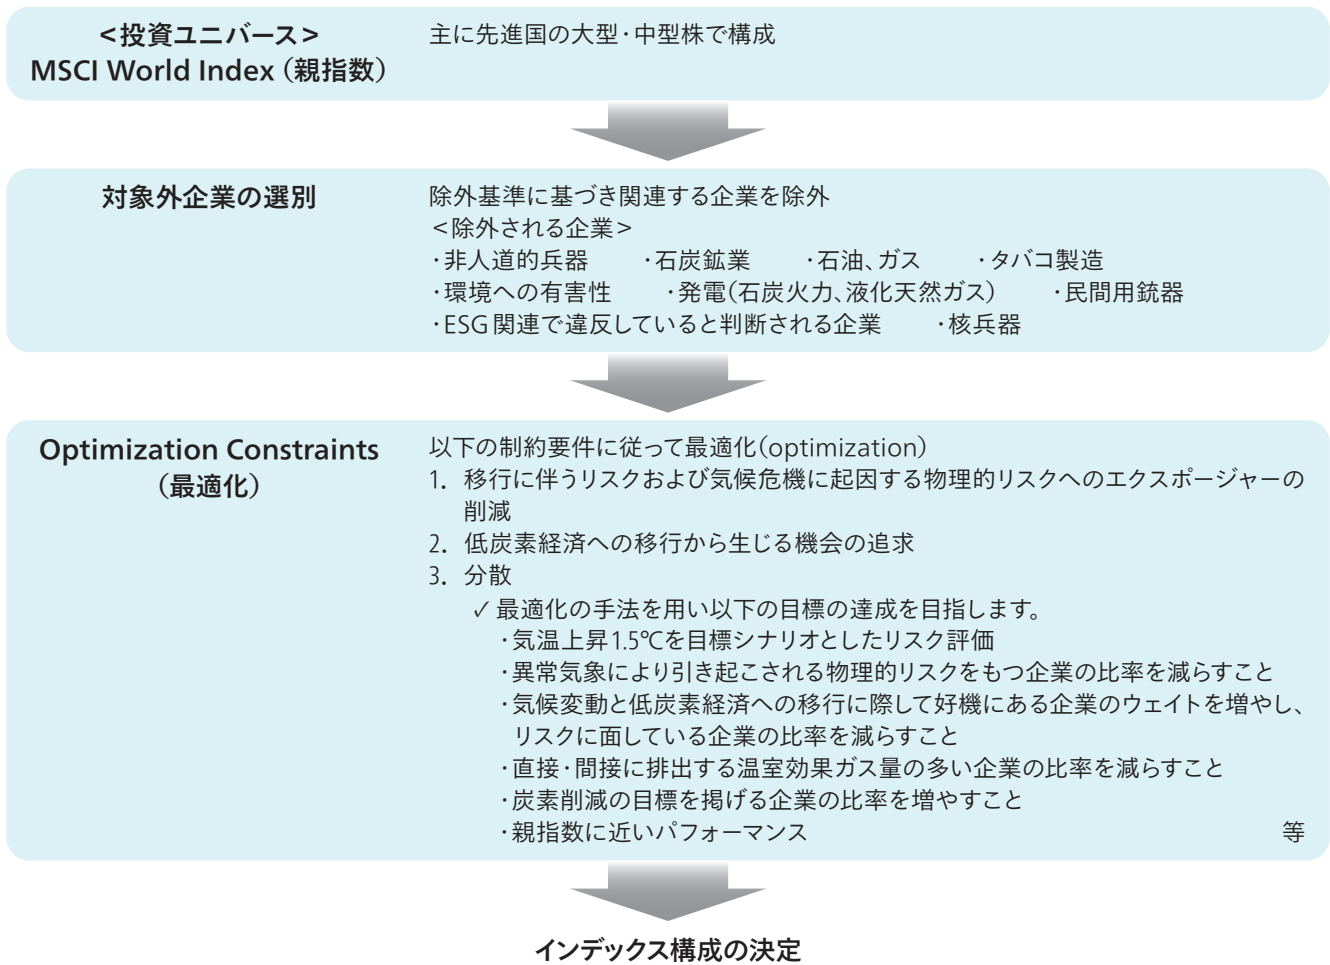 <投資ユニバース>
MSCI World Index（親指数）
主に先進国の大型・中型株で構成
対象外企業の選別
除外基準に基づき関連する企業を除外
<除外される企業>
・非人道的兵器 ・石炭鉱業 ・石油、ガス ・タバコ製造
・環境への有害性 ・発電（石炭火力、液化天然ガス） ・民間用銃器
・ESG関連で違反していると判断される企業 ・核兵器
Optimization Constraints
（最適化）
以下の制約要件に従って最適化（optimization）
1. 移行に伴うリスクおよび気候危機に起因する物理的リスクへのエクスポージャーの
削減
2. 低炭素経済への移行から生じる機会の追求
3. 分散
✓ 最適化の手法を用い以下の目標の達成を目指します。
・気温上昇1.5℃を目標シナリオとしたリスク評価
・異常気象により引き起こされる物理的リスクをもつ企業の比率を減らすこと
・気候変動と低炭素経済への移行に際して好機にある企業のウェイトを増やし、
リスクに面している企業の比率を減らすこと
・直接・間接に排出する温室効果ガス量の多い企業の比率を減らすこと
・炭素削減の目標を掲げる企業の比率を増やすこと
・親指数に近いパフォーマンス 等
インデックス構成の決定